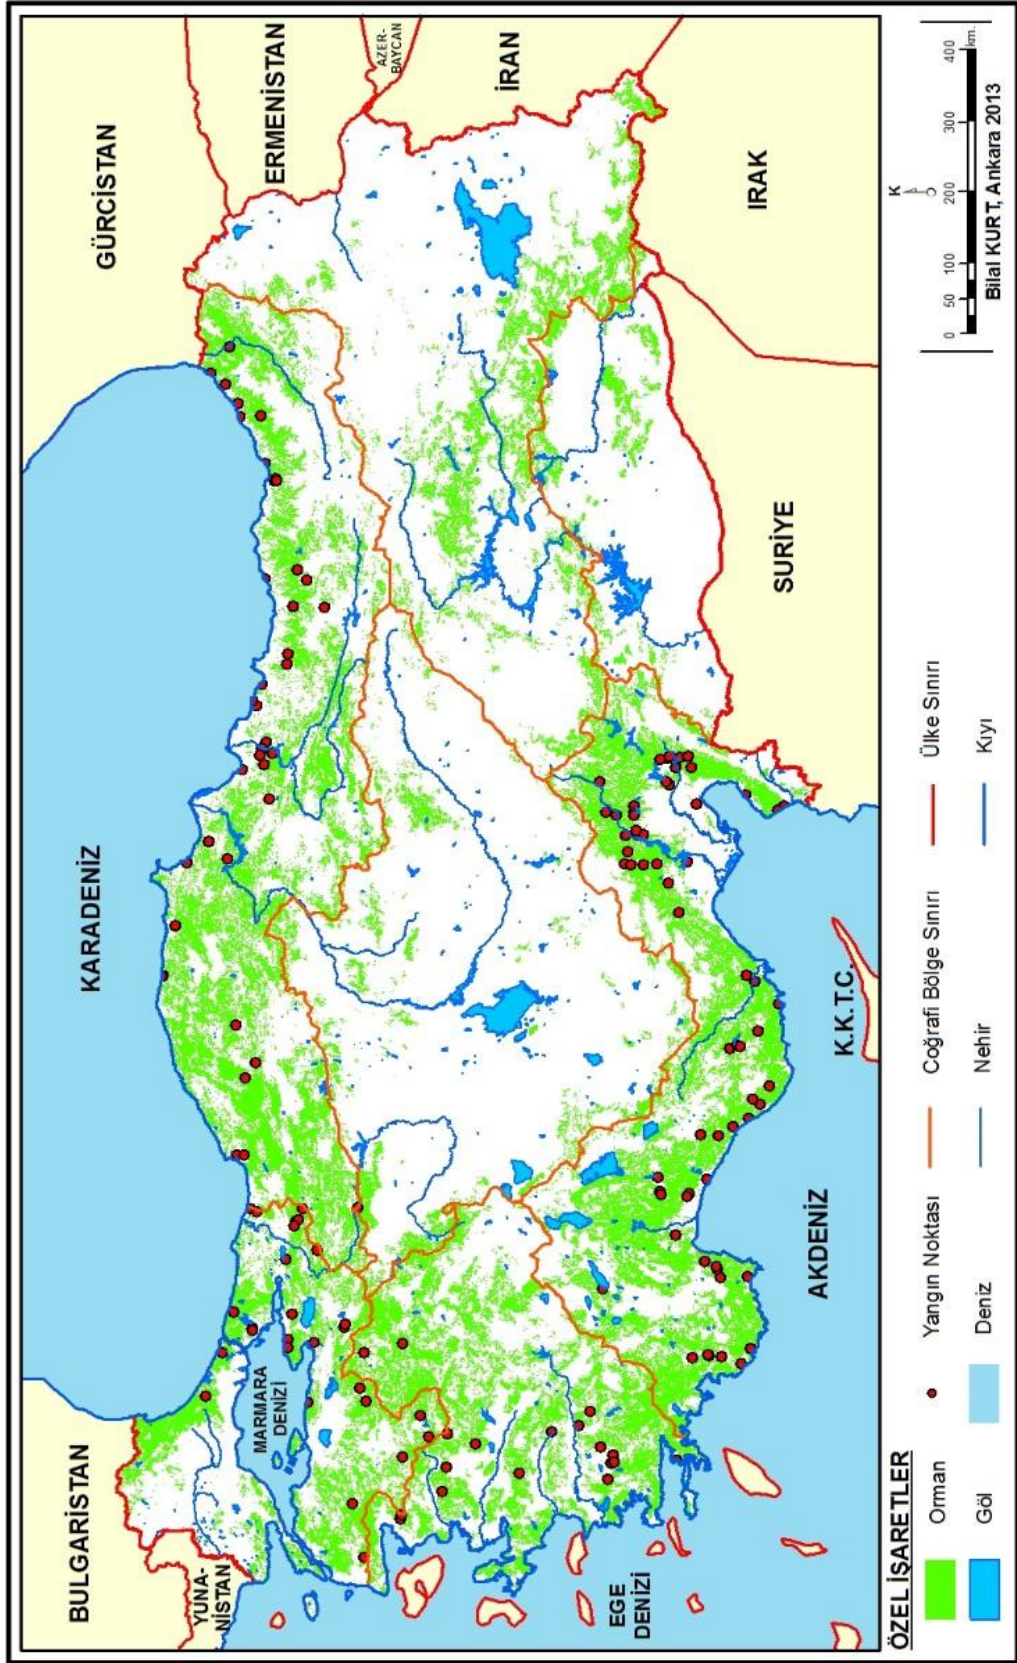 BULGARİSTAN
YUNA-
NİSTAN
KARADENİZ
GÜRCİSTAN
ERMENİSTAN
AZER-
BAYCAN
İRAN
MARMARA
DENİZİ
EGE
DENİZİ
AKDENİZ
K.K.T.C.
SURİYE
IRAK
ÖZEL İŞARETLER
Orman
Yangın Noktası
Coğrafi Bölge Sınırı
Ülke Sınırı
Göl
Deniz
Nehir
Kıyı
K
0 50 100 200 300 400
km.
Bilal KURT, Ankara 2013